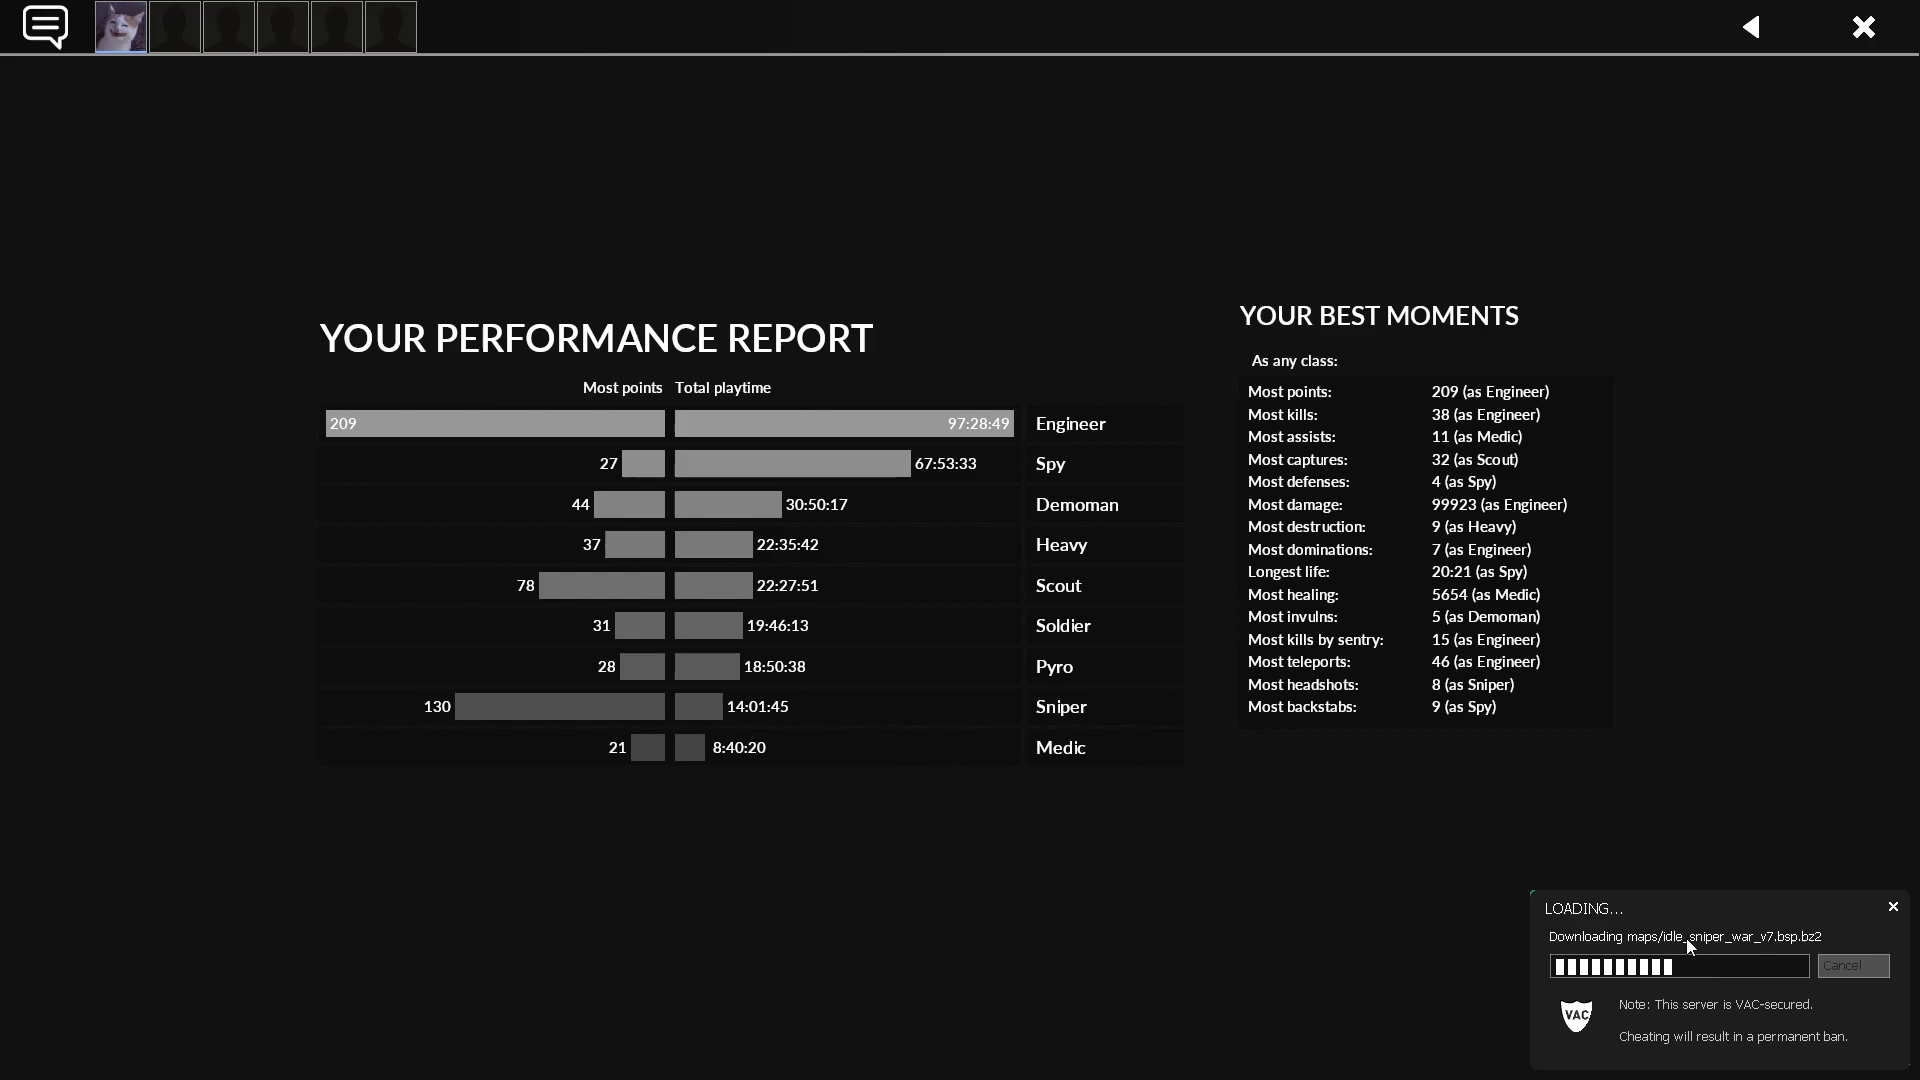 YOUR PERFORMANCE REPORT
Most points Total playtime
209 97:28:49 Engineer
27 67:53:33 Spy
44 30:50:17 Demoman
37 22:35:42 Heavy
78 22:27:51 Scout
31 19:46:13 Soldier
28 18:50:38 Pyro
130 14:01:45 Sniper
21 8:40:20 Medic
YOUR BEST MOMENTS
As any class:
Most points: 209 (as Engineer)
Most kills: 38 (as Engineer)
Most assists: 11 (as Medic)
Most captures: 32 (as Scout)
Most defenses: 4 (as Spy)
Most damage: 99923 (as Engineer)
Most destruction: 9 (as Heavy)
Most dominations: 7 (as Engineer)
Longest life: 20:21 (as Spy)
Most healing: 5654 (as Medic)
Most invulns: 5 (as Demoman)
Most kills by sentry: 15 (as Engineer)
Most teleports: 46 (as Engineer)
Most headshots: 8 (as Sniper)
Most backstabs: 9 (as Spy)
LOADING...
Downloading maps/idle_sniper_war_v7.bsp.bz2
Cancel
VAC
Note: This server is VAC-secured.
Cheating will result in a permanent ban.